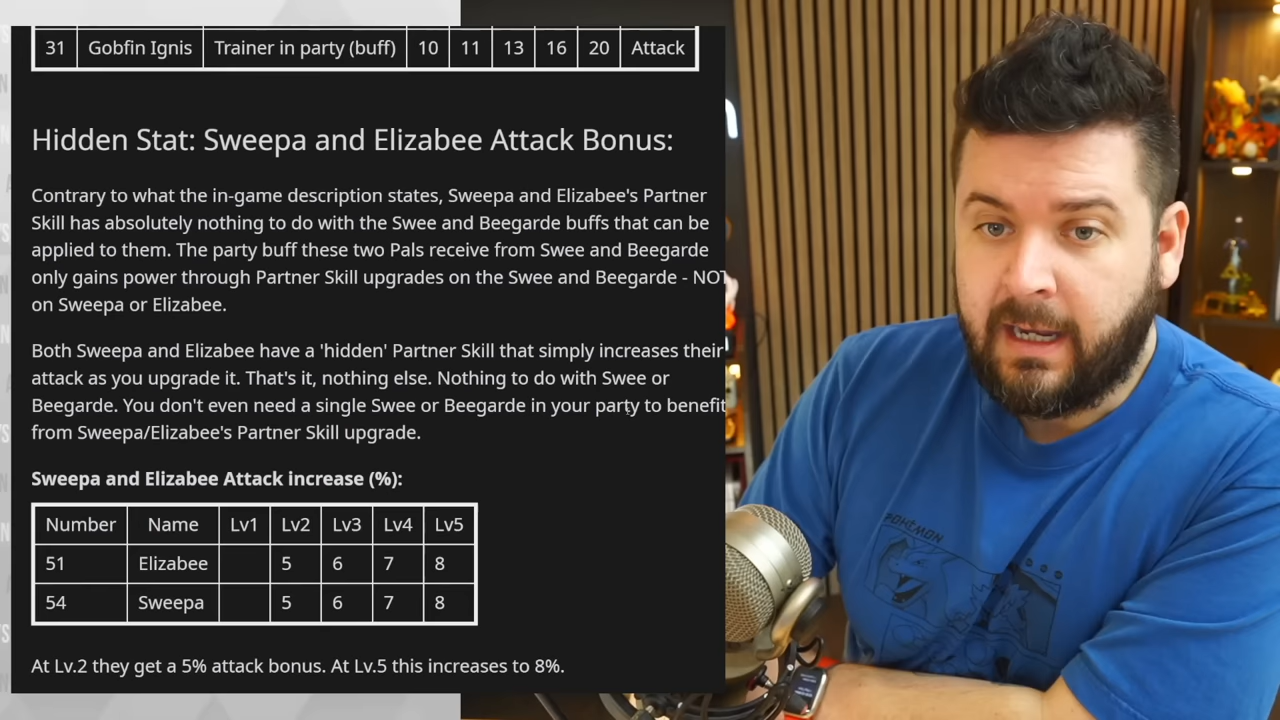 31 Gobfin Ignis Trainer in party (buff) 10 11 13 16 20 Attack
Hidden Stat: Sweepa and Elizabee Attack Bonus:
Contrary to what the in-game description states, Sweepa and Elizabee's Partner
Skill has absolutely nothing to do with the Swee and Beegarde buffs that can be
applied to them. The party buff these two Pals receive from Swee and Beegarde
only gains power through Partner Skill upgrades on the Swee and Beegarde - NOT
on Sweepa or Elizabee.
Both Sweepa and Elizabee have a 'hidden' Partner Skill that simply increases their
attack as you upgrade it. That's it, nothing else. Nothing to do with Swee or
Beegarde. You don't even need a single Swee or Beegarde in your party to benefit
from Sweepa/Elizabee's Partner Skill upgrade.
Sweepa and Elizabee Attack increase (%):
Number Name Lv1 Lv2 Lv3 Lv4 Lv5
51 Elizabee 5 6 7 8
54 Sweepa 5 6 7 8
At Lv.2 they get a 5% attack bonus. At Lv.5 this increases to 8%.
POKÉMON